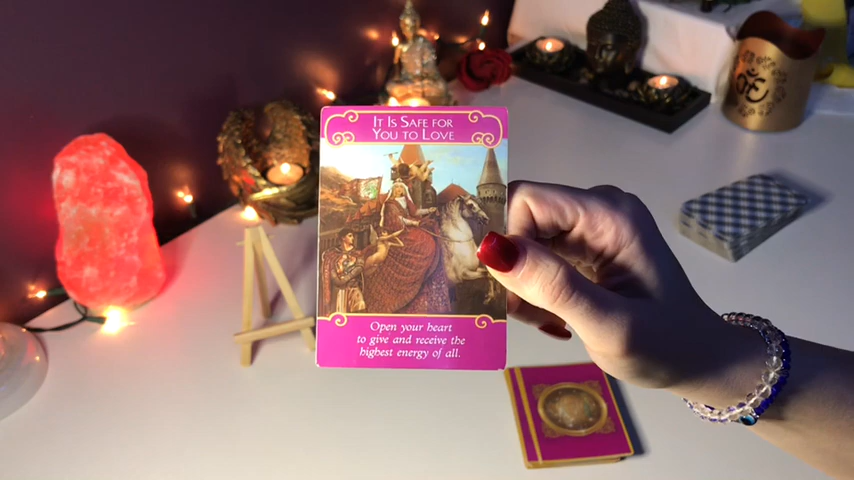 It Is Safe for
You to Love
Open your heart
to give and receive the
highest energy of all.